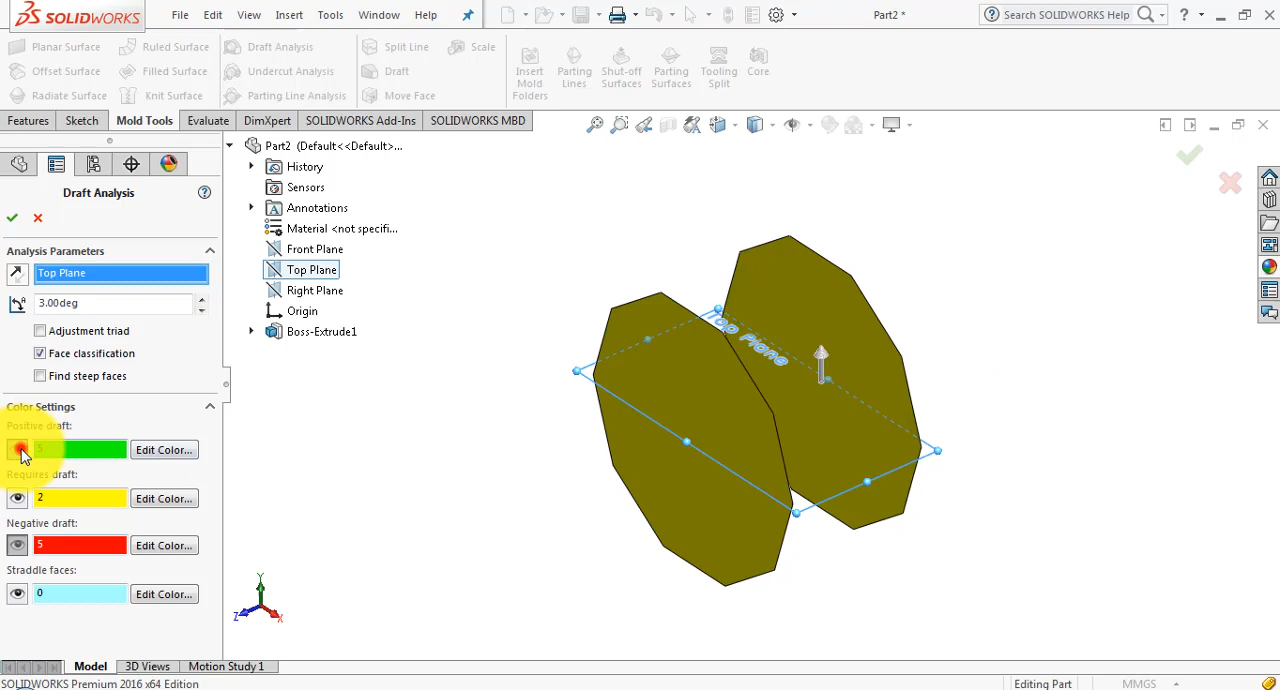 SOLIDWORKS File Edit View Insert Tools Window Help Part2 * Search SOLIDWORKS Help ?
Planar Surface Ruled Surface Draft Analysis Split Line Scale
Offset Surface Filled Surface Undercut Analysis Draft
Radiate Surface Knit Surface Parting Line Analysis Move Face
Insert Mold Folders Parting Lines Shut-off Surfaces Parting Surfaces Tooling Split Core
Features Sketch Mold Tools Evaluate DimXpert SOLIDWORKS Add-Ins SOLIDWORKS MBD
Part2 (Default<<Default>...
History
Sensors
Annotations
Material <not specifi...
Front Plane
Top Plane
Right Plane
Origin
Boss-Extrude1
Draft Analysis
Analysis Parameters
Top Plane
3.00deg
Adjustment triad
Face classification
Find steep faces
Color Settings
Positive draft:
5 Edit Color...
Requires draft:
2 Edit Color...
Negative draft:
5 Edit Color...
Straddle faces:
0 Edit Color...
Top Plane
Y
Z X
Model 3D Views Motion Study 1
SOLIDWORKS Premium 2016 x64 Edition Editing Part MMGS